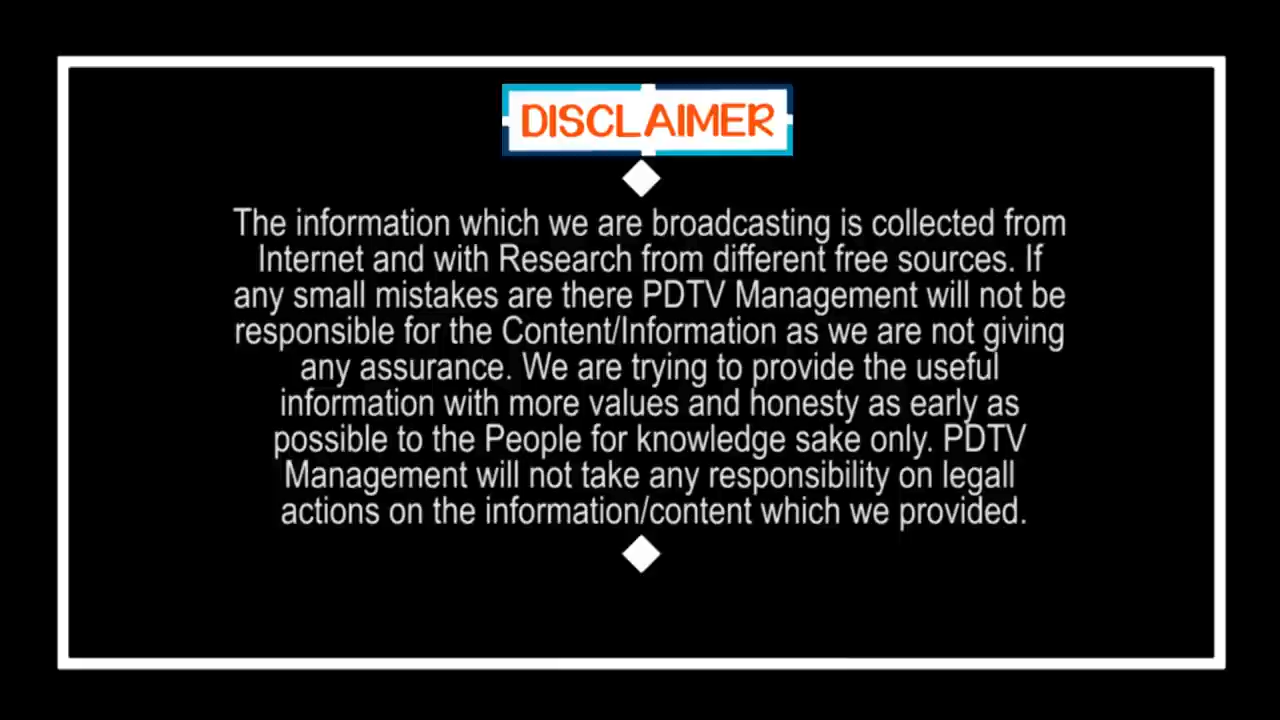 DISCLAIMER
The information which we are broadcasting is collected from
Internet and with Research from different free sources. If
any small mistakes are there PDTV Management will not be
responsible for the Content/Information as we are not giving
any assurance. We are trying to provide the useful
information with more values and honesty as early as
possible to the People for knowledge sake only. PDTV
Management will not take any responsibility on legall
actions on the information/content which we provided.